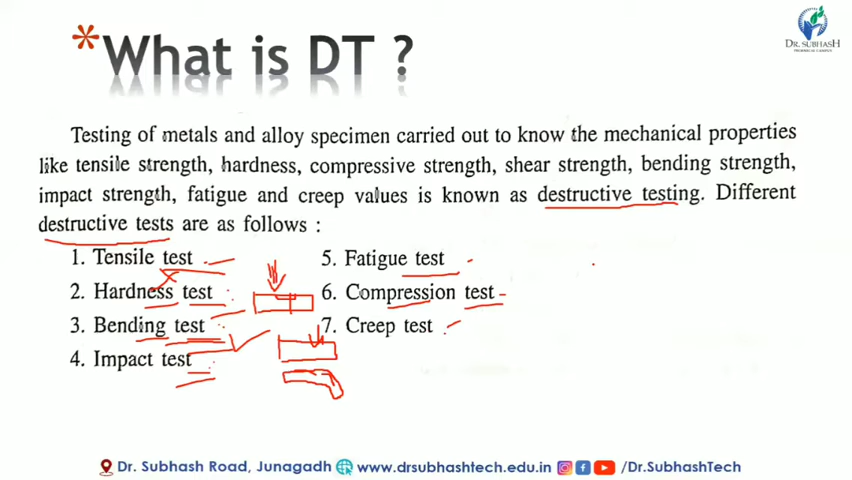 * What is DT ?
DR. SUBHASH
Testing of metals and alloy specimen carried out to know the mechanical properties
like tensile strength, hardness, compressive strength, shear strength, bending strength,
impact strength, fatigue and creep values is known as destructive testing. Different
destructive tests are as follows :
1. Tensile test
2. Hardness test
3. Bending test
4. Impact test
5. Fatigue test
6. Compression test
7. Creep test
Dr. Subhash Road, Junagadh www.drsubhashtech.edu.in /Dr.SubhashTech